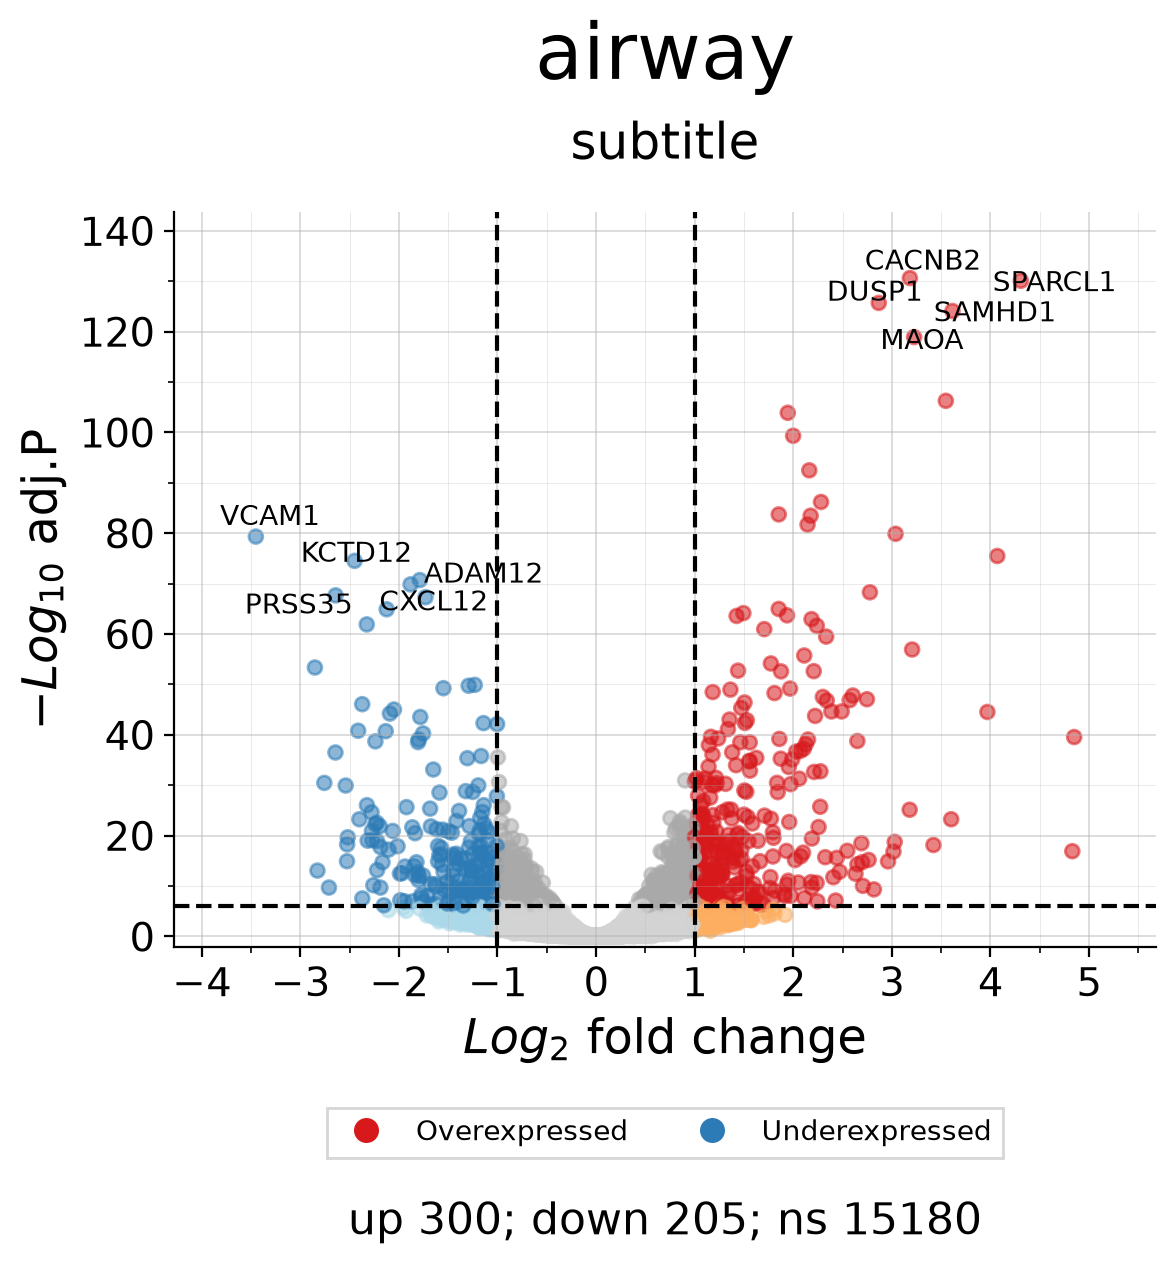 airway
subtitle
140
120
100
80
60
40
20
0
−Log10 adj.P
CACNB2
SPARCL1
DUSP1
SAMHD1
MAOA
VCAM1
KCTD12
ADAM12
PRSS35
CXCL12
−4 −3 −2 −1 0 1 2 3 4 5
Log2 fold change
Overexpressed Underexpressed
up 300; down 205; ns 15180